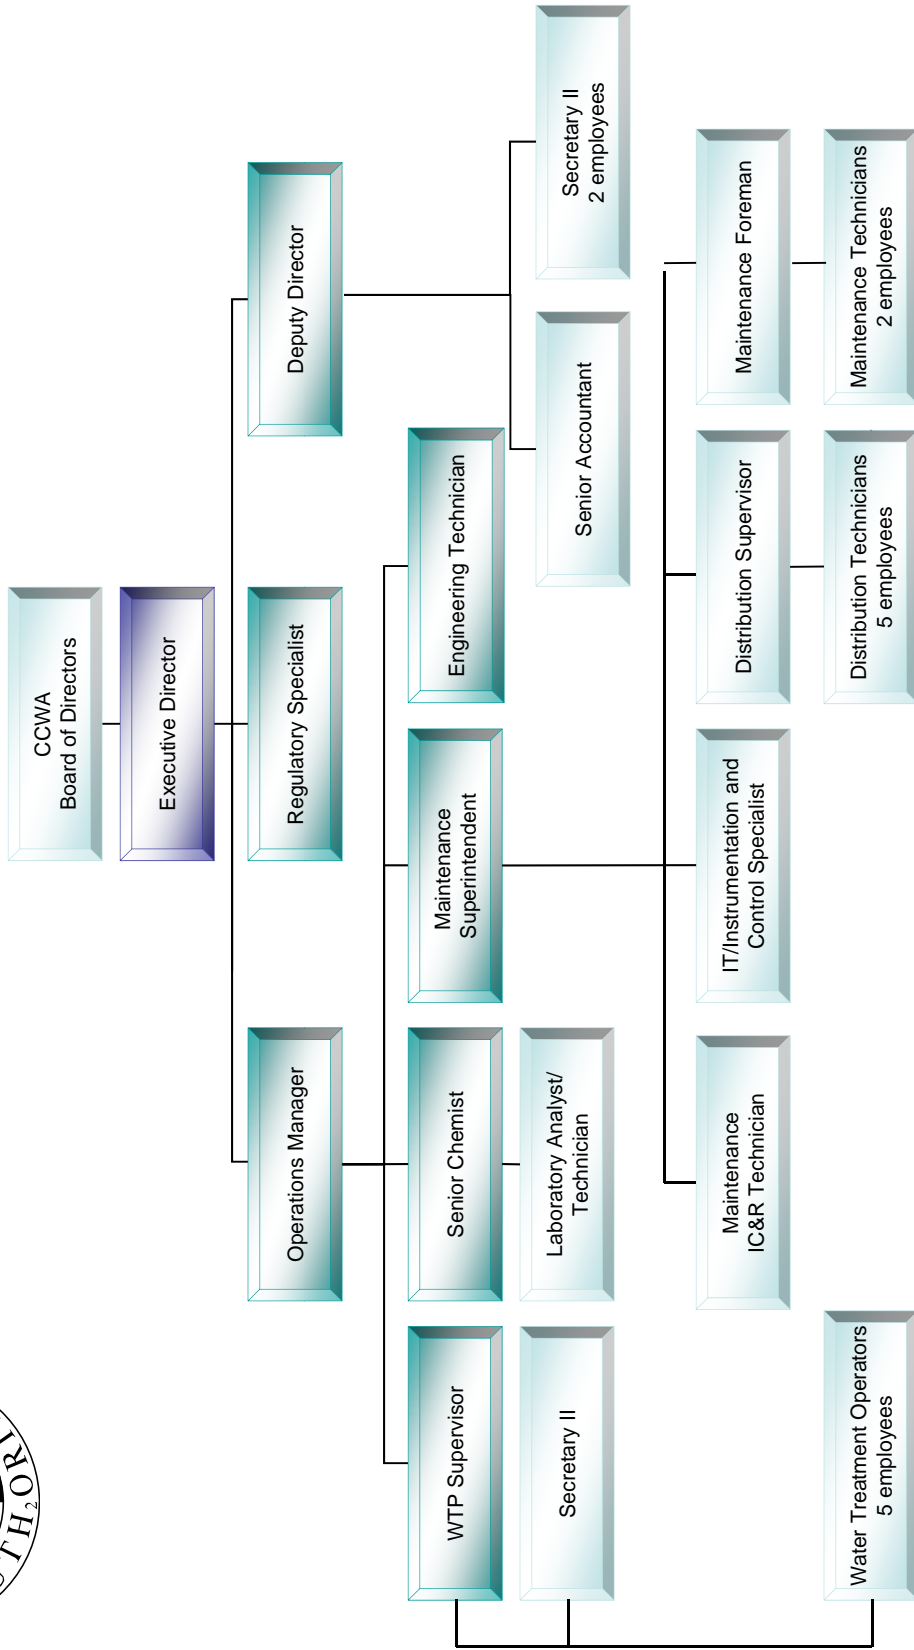 CCWA
Board of Directors
Executive Director
Operations Manager
Regulatory Specialist
Deputy Director
WTP Supervisor
Senior Chemist
Maintenance
Superintendent
Engineering Technician
Secretary II
Laboratory Analyst/
Technician
Senior Accountant
Secretary II
2 employees
Maintenance
IC&R Technician
IT/Instrumentation and
Control Specialist
Distribution Supervisor
Maintenance Foreman
Water Treatment Operators
5 employees
Distribution Technicians
5 employees
Maintenance Technicians
2 employees